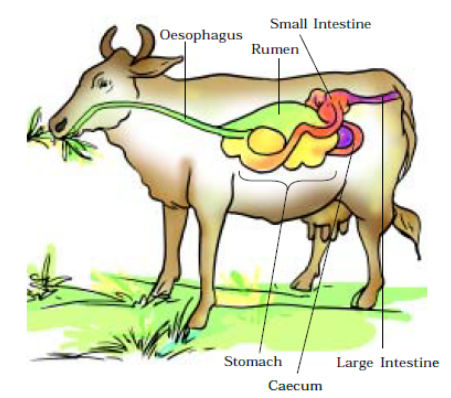 Small Intestine
Oesophagus
Rumen
Stomach
Large Intestine
Caecum